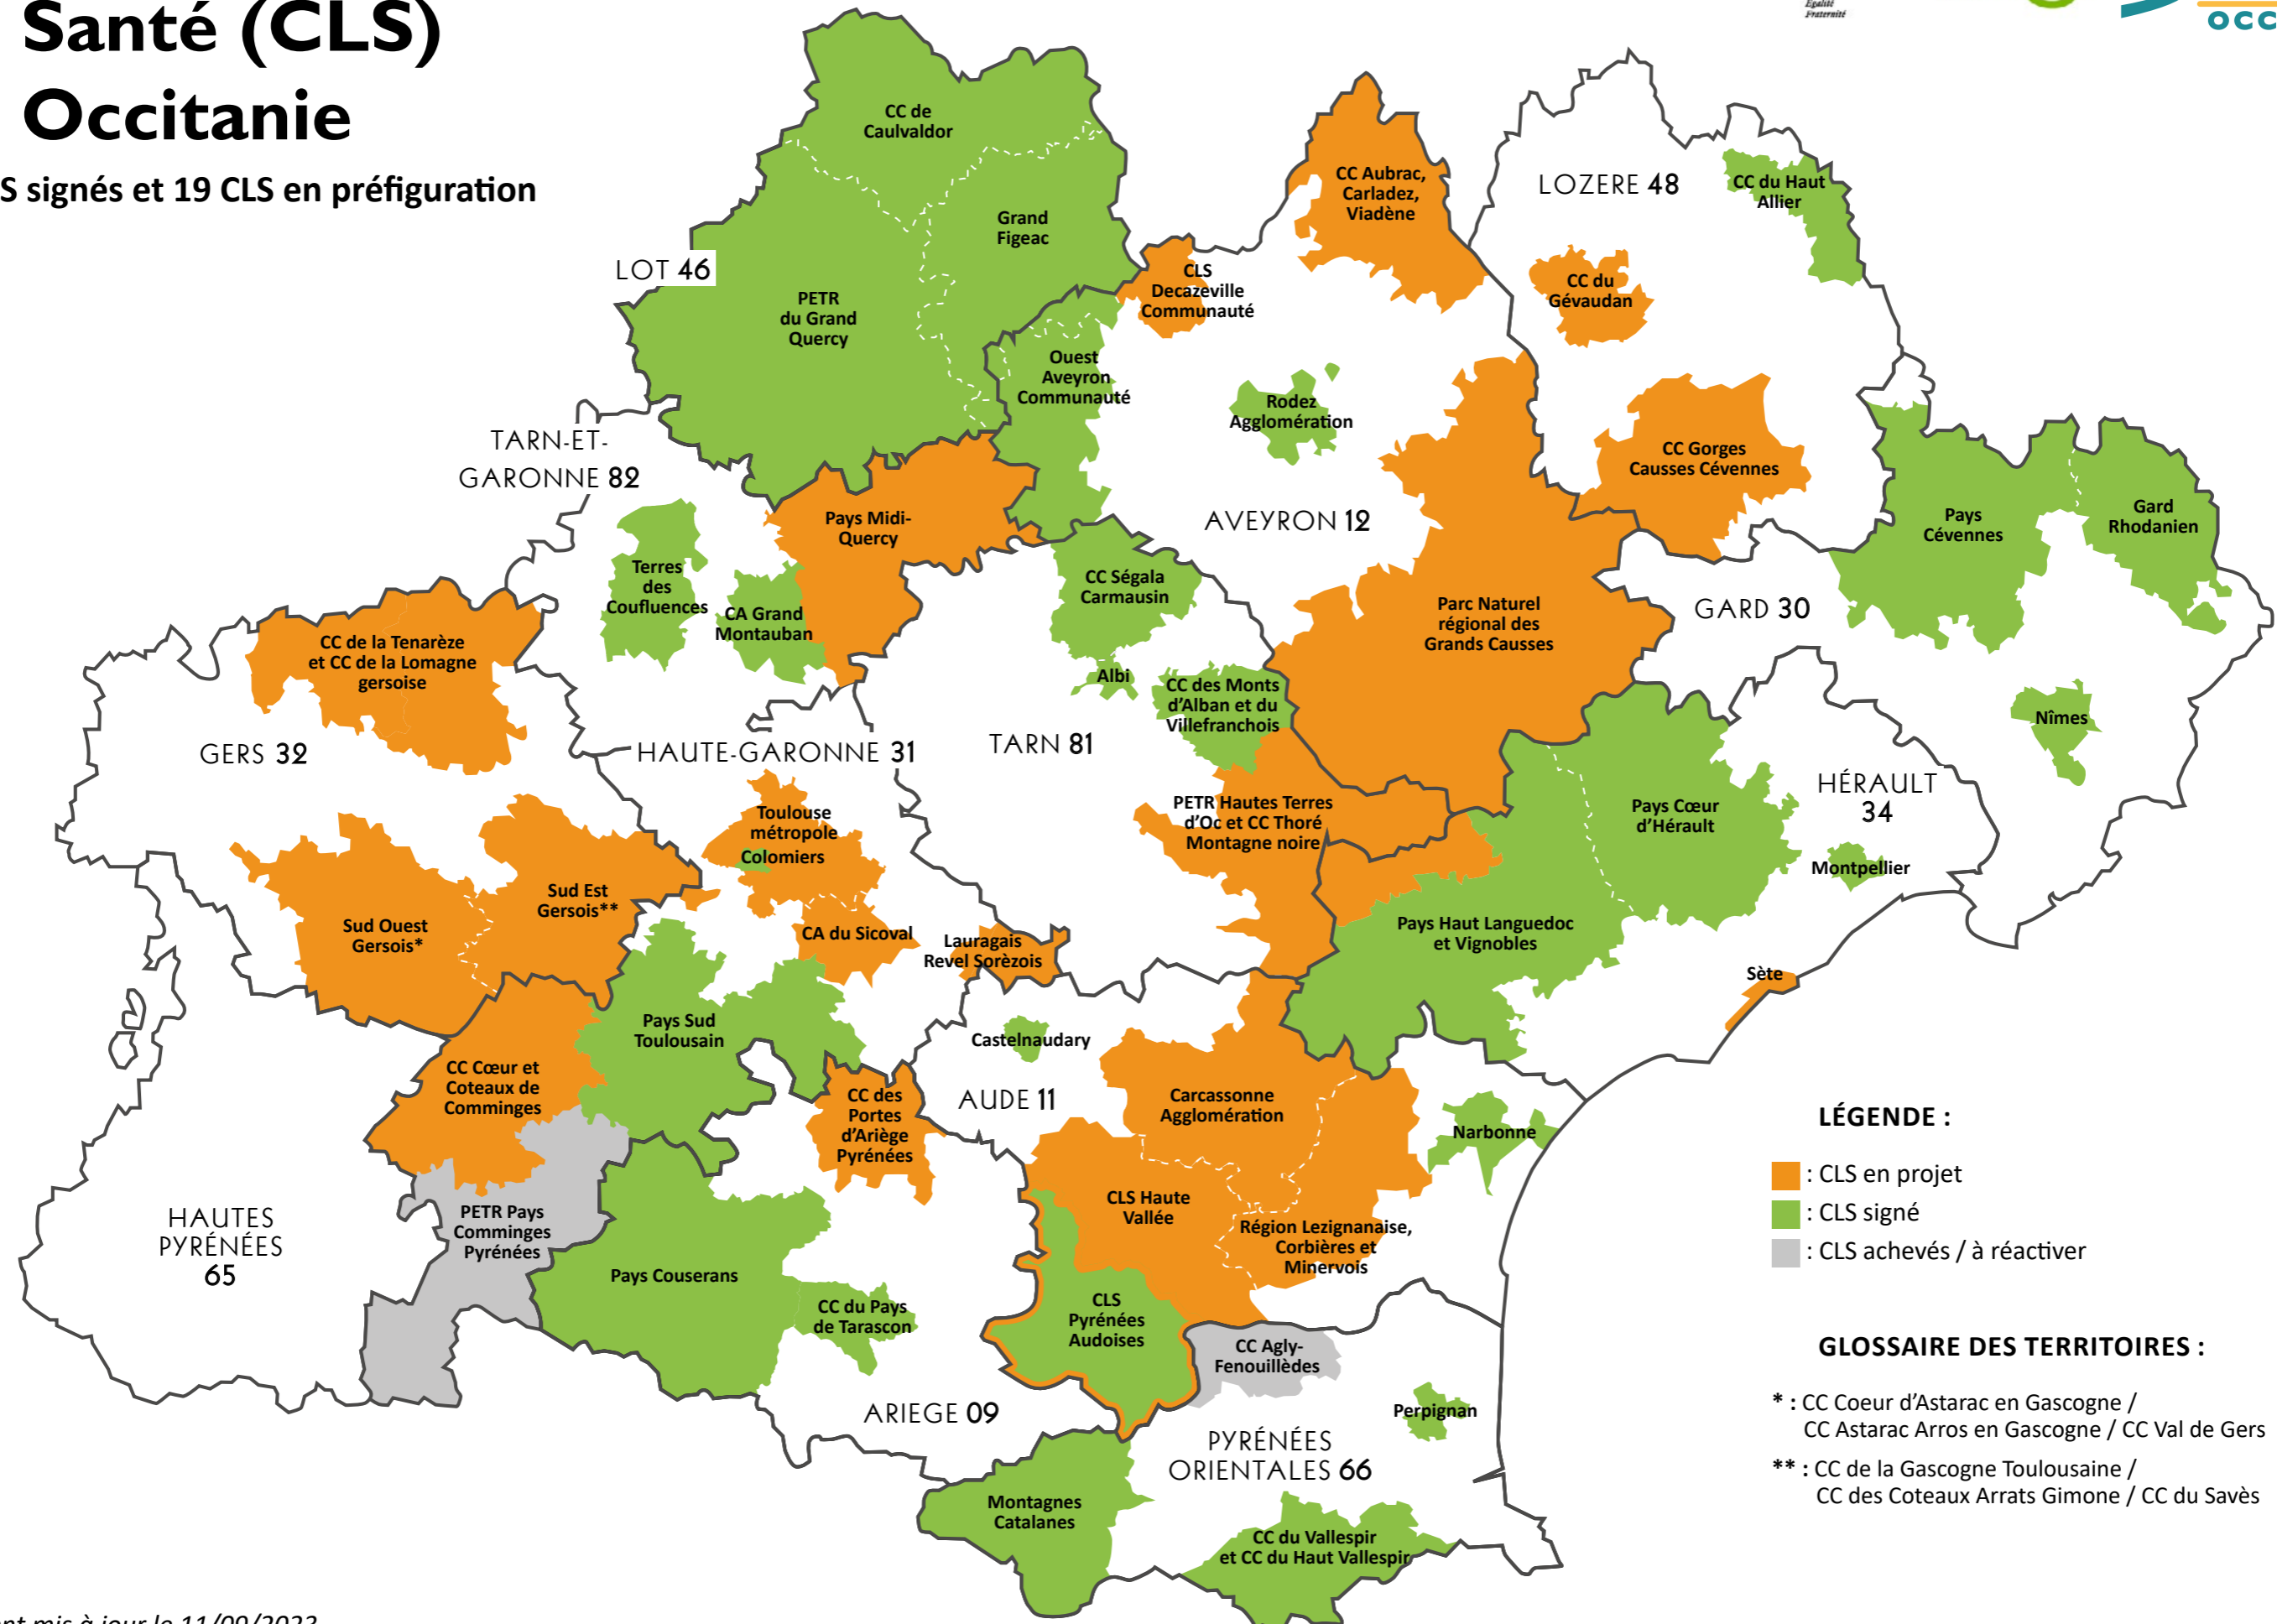 Santé (CLS)
Occitanie
S signés et 19 CLS en préfiguration
Égalité
Fraternité
OCC
CC de
Caulvaldor
Grand
Figeac
LOT 46
PETR
du Grand
Quercy
CC Aubrac,
Carladez,
Viadène
LOZERE 48
CC du Haut
Allier
CLS
Decazeville
Communauté
CC du
Gévaudan
Ouest
Aveyron
Communauté
Rodez
Agglomération
TARN-ET-
GARONNE 82
CC Gorges
Causses Cévennes
Pays Midi-
Quercy
AVEYRON 12
Pays
Cévennes
Gard
Rhodanien
Terres
des
Coufluences
CA Grand
Montauban
CC Ségala
Carmausin
Parc Naturel
régional des
Grands Causses
GARD 30
CC de la Tenarèze
et CC de la Lomagne
gersoise
Albi
CC des Monts
d'Alban et du
Villefranchois
Nîmes
GERS 32
HAUTE-GARONNE 31
TARN 81
HÉRAULT
34
Toulouse
métropole
Colomiers
PETR Hautes Terres
d'Oc et CC Thoré
Montagne noire
Pays Cœur
d'Hérault
Montpellier
Sud Est
Gersois**
Sud Ouest
Gersois*
CA du Sicoval
Lauragais
Revel Sorèzois
Pays Haut Languedoc
et Vignobles
Sète
Pays Sud
Toulousain
Castelnaudary
CC Cœur et
Coteaux de
Comminges
CC des
Portes
d'Ariège
Pyrénées
AUDE 11
Carcassonne
Agglomération
Narbonne
HAUTES
PYRÉNÉES
65
PETR Pays
Comminges
Pyrénées
CLS Haute
Vallée
Région Lezignanaise,
Corbières et
Minervois
Pays Couserans
CC du Pays
de Tarascon
CLS
Pyrénées
Audoises
CC Agly-
Fenouillèdes
ARIEGE 09
Perpignan
PYRÉNÉES
ORIENTALES 66
Montagnes
Catalanes
CC du Vallespir
et CC du Haut Vallespir
LÉGENDE :
: CLS en projet
: CLS signé
: CLS achevés / à réactiver
GLOSSAIRE DES TERRITOIRES :
* : CC Coeur d'Astarac en Gascogne /
CC Astarac Arros en Gascogne / CC Val de Gers
** : CC de la Gascogne Toulousaine /
CC des Coteaux Arrats Gimone / CC du Savès
nt mis à jour le 11/09/2023